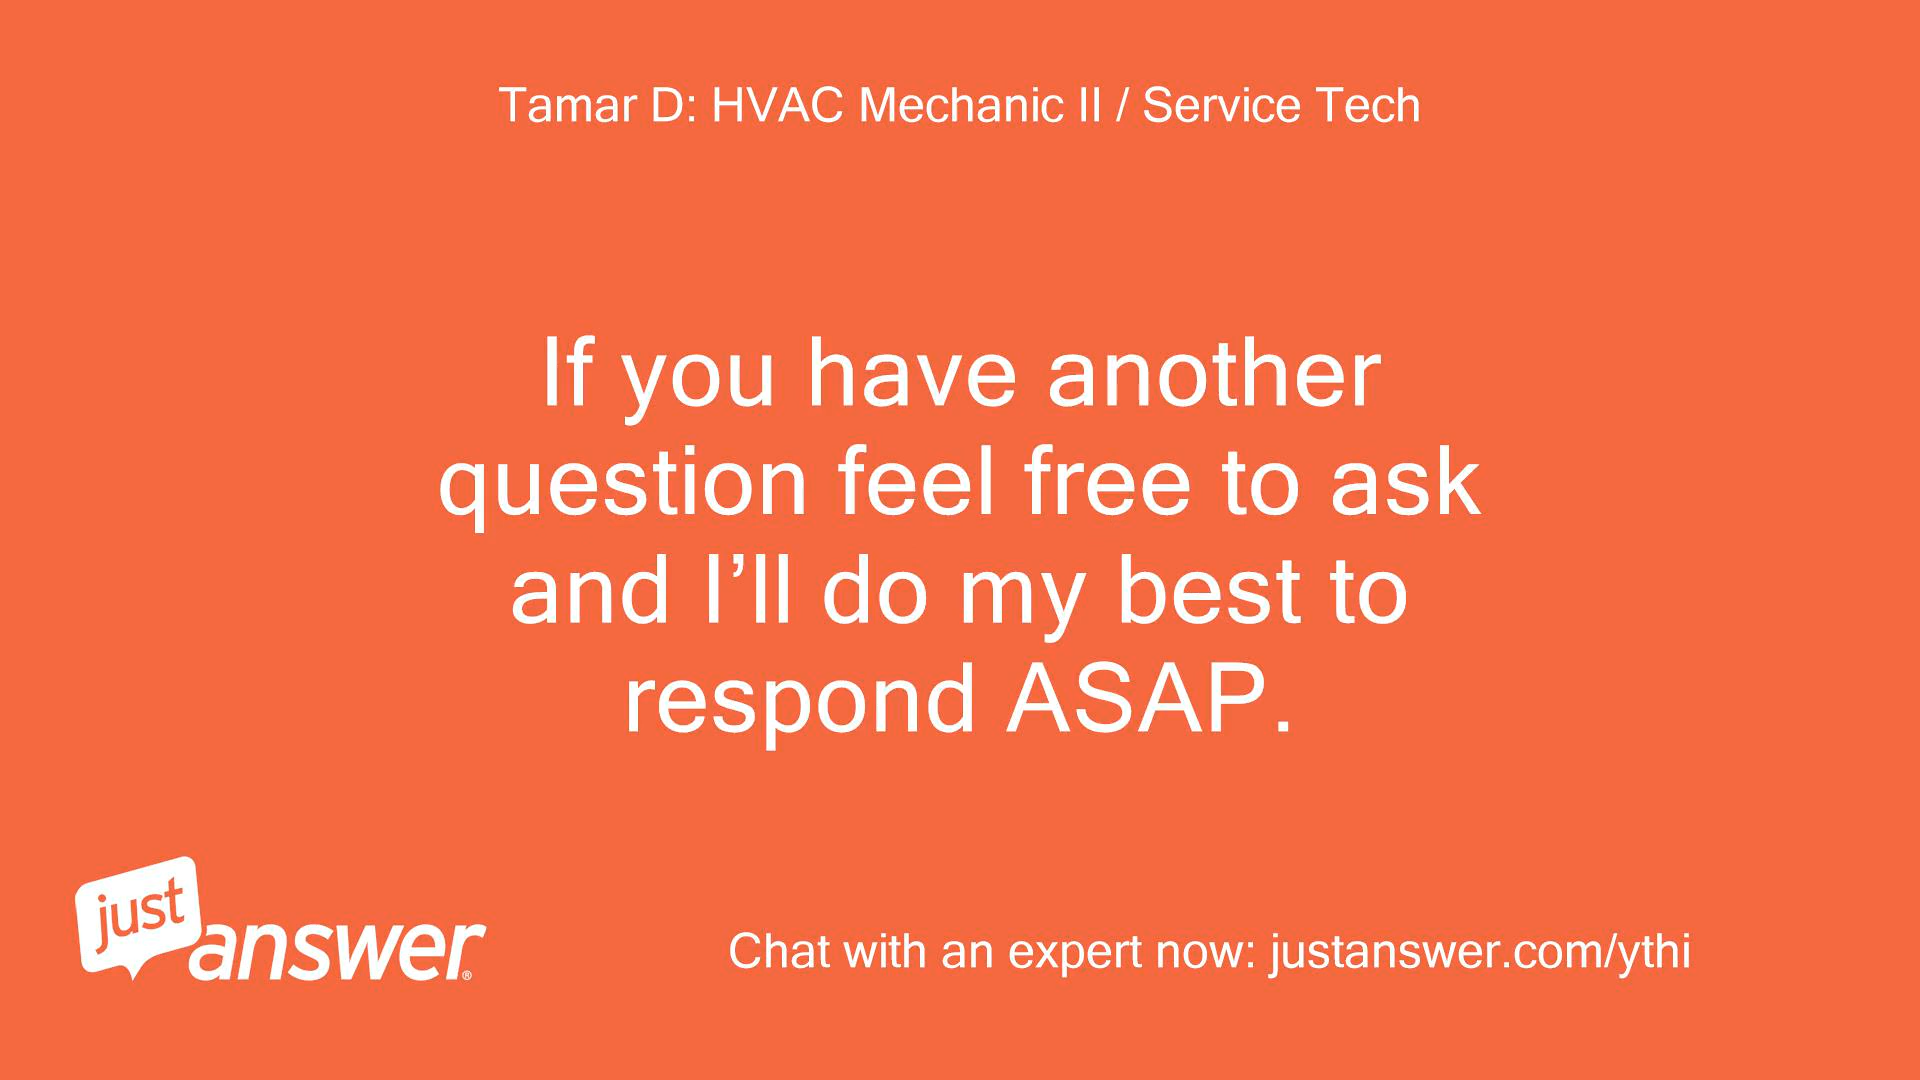 Tamar D: HVAC Mechanic II / Service Tech
If you have another
question feel free to ask
and I’ll do my best to
respond ASAP.
just
answer®
Chat with an expert now: justanswer.com/ythi